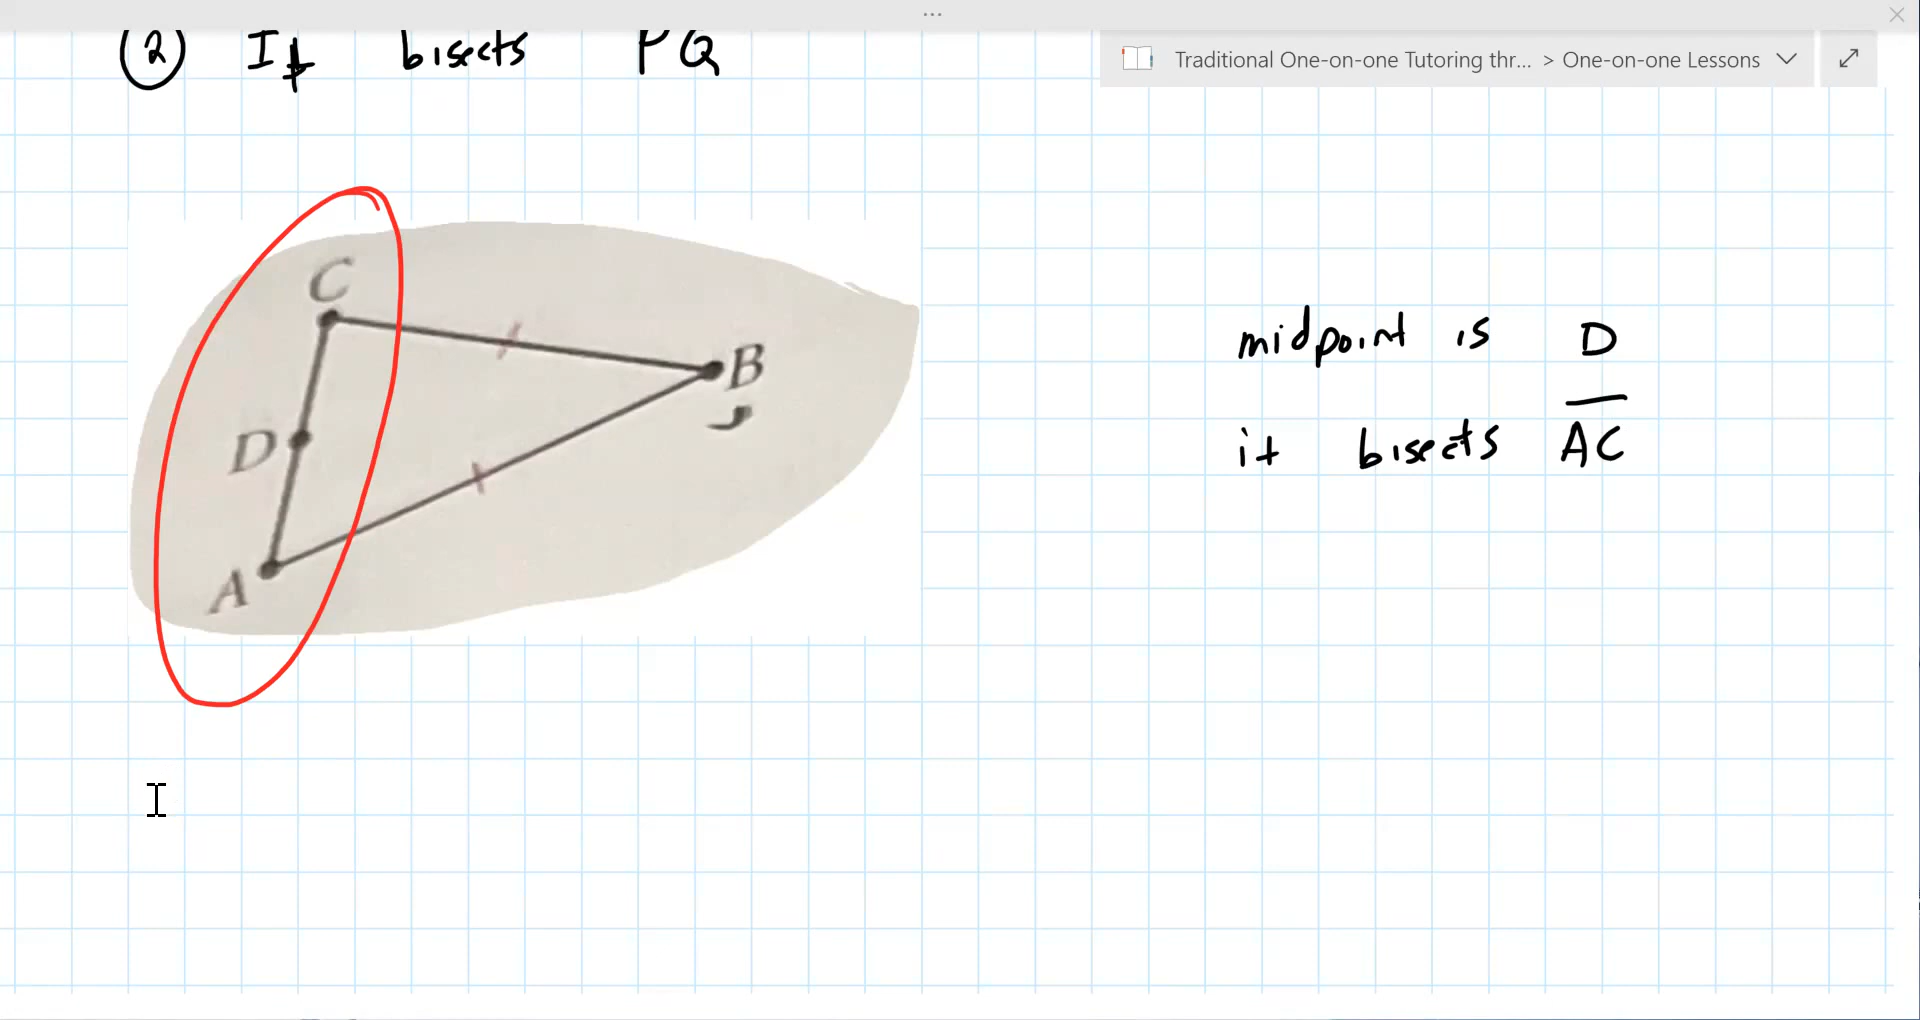 ② If bisects PQ
Traditional One-on-one Tutoring thr... > One-on-one Lessons
C
B
D
A
midpoint is D
it bisects AC